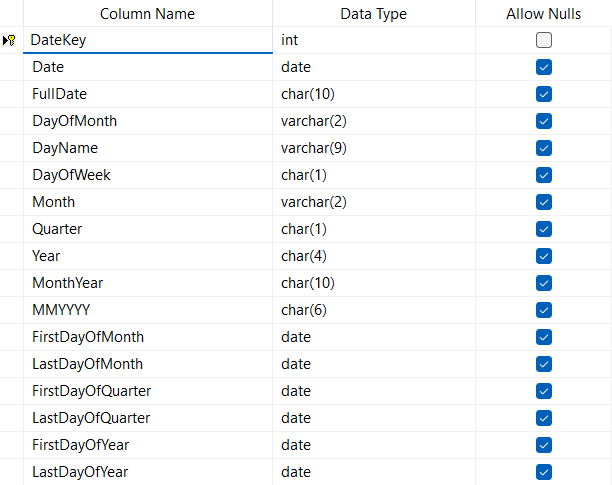 Column Name Data Type Allow Nulls
DateKey int
Date date
FullDate char(10)
DayOfMonth varchar(2)
DayName varchar(9)
DayOfWeek char(1)
Month varchar(2)
Quarter char(1)
Year char(4)
MonthYear char(10)
MMYYYY char(6)
FirstDayOfMonth date
LastDayOfMonth date
FirstDayOfQuarter date
LastDayOfQuarter date
FirstDayOfYear date
LastDayOfYear date